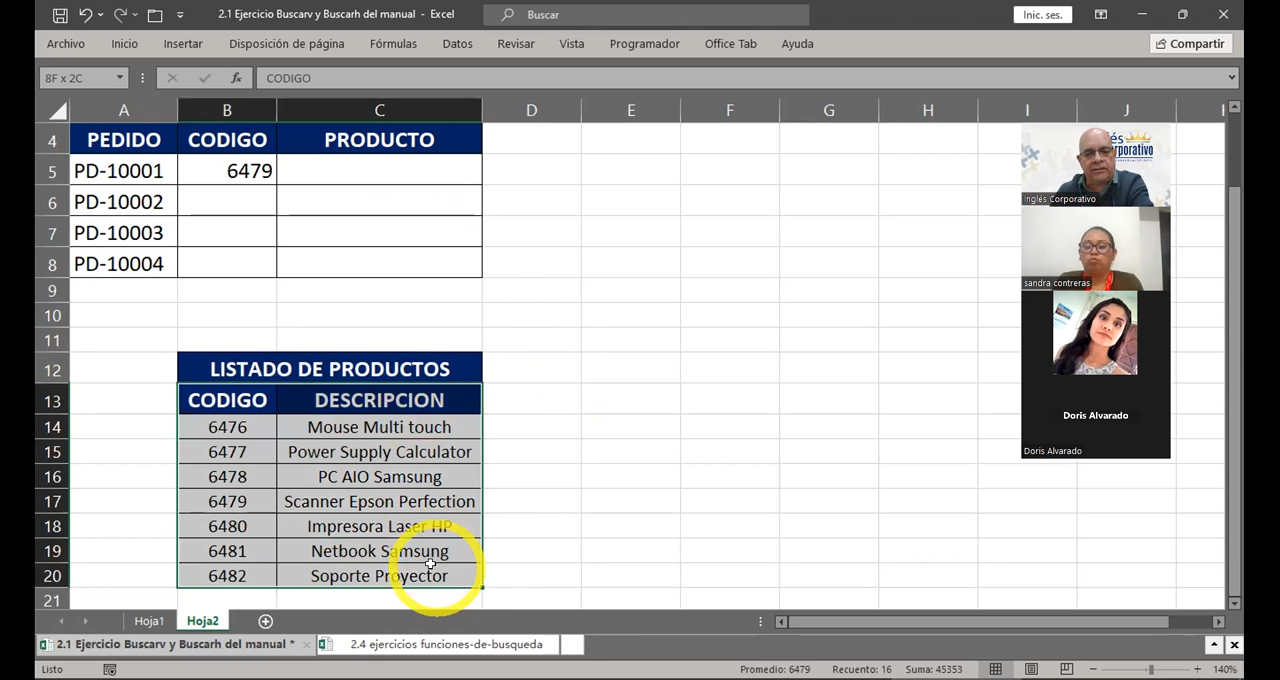 2.1 Ejercicio Buscarv y Buscarh del manual - Excel
Buscar
Inic. ses.
Archivo Inicio Insertar Disposición de página Fórmulas Datos Revisar Vista Programador Office Tab Ayuda
Compartir
8F x 2C
fx
CODIGO
A B C D E F G H I J
4 PEDIDO CODIGO PRODUCTO
5 PD-10001 6479
6 PD-10002
7 PD-10003
8 PD-10004
9
10
11
12 LISTADO DE PRODUCTOS
13 CODIGO DESCRIPCION
14 6476 Mouse Multi touch
15 6477 Power Supply Calculator
16 6478 PC AIO Samsung
17 6479 Scanner Epson Perfection
18 6480 Impresora Laser HP
19 6481 Netbook Samsung
20 6482 Soporte Proyector
21
Inglés Corporativo
sandra contreras
Doris Alvarado
Doris Alvarado
Hoja1 Hoja2
2.1 Ejercicio Buscarv y Buscarh del manual *
2.4 ejercicios funciones-de-busqueda
Listo
Promedio: 6479 Recuento: 16 Suma: 45353
140%